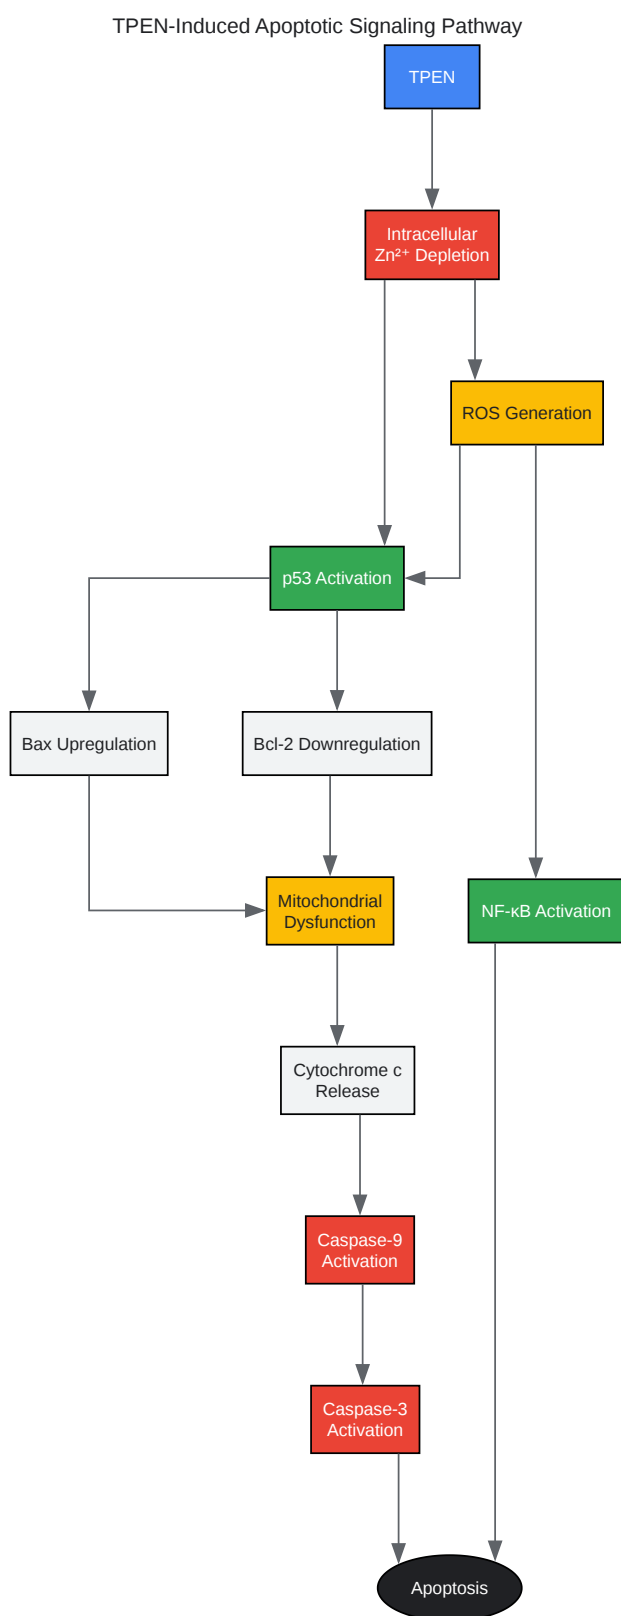 TPEN-Induced Apoptotic Signaling Pathway
TPEN
Intracellular
Zn²⁺ Depletion
ROS Generation
p53 Activation
Bax Upregulation
Bcl-2 Downregulation
Mitochondrial
Dysfunction
NF-κB Activation
Cytochrome c
Release
Caspase-9
Activation
Caspase-3
Activation
Apoptosis